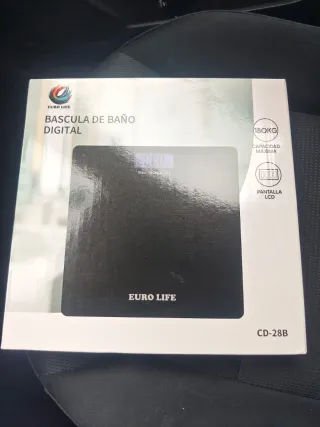 EURO LIFE
BASCULA DE BAÑO
DIGITAL
180KG
CAPACIDAD
MÁXIMA
PANTALLA
LCD
EURO LIFE
CD-28B